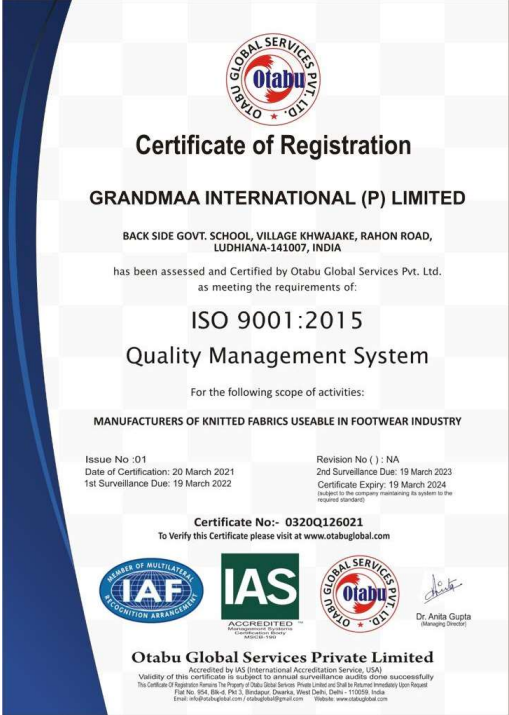 OTABU GLOBAL SERVICES PVT. LTD.
Otabu
Certificate of Registration
GRANDMAA INTERNATIONAL (P) LIMITED
BACK SIDE GOVT. SCHOOL, VILLAGE KHWAJAKE, RAHON ROAD,
LUDHIANA-141007, INDIA
has been assessed and Certified by Otabu Global Services Pvt. Ltd.
as meeting the requirements of:
ISO 9001:2015
Quality Management System
For the following scope of activities:
MANUFACTURERS OF KNITTED FABRICS USEABLE IN FOOTWEAR INDUSTRY
Issue No :01
Date of Certification: 20 March 2021
1st Surveillance Due: 19 March 2022
Revision No ( ) : NA
2nd Surveillance Due: 19 March 2023
Certificate Expiry: 19 March 2024
(subject to the company maintaining its system to the
required standard)
Certificate No:- 0320Q126021
To Verify this Certificate please visit at www.otabuglobal.com
MEMBER OF MULTILATERAL
IAF
RECOGNITION ARRANGEMENT
IAS
ACCREDITED™
Management Systems
Certification Body
MSCB-190
OTABU GLOBAL SERVICES PVT. LTD.
Otabu
Dr. Anita Gupta
(Managing Director)
Otabu Global Services Private Limited
Accredited by IAS (International Accreditation Service, USA)
Validity of this certificate is subject to annual surveillance audits done successfully
This Certificate Of Registration Remains The Property of Otabu Global Services Private Limited and Shall be Returned Immediately Upon Request
Flat No. 954, Blk-d, Pkt 3, Bindapur, Dwarka, West Delhi, Delhi - 110059. India
Email: info@otabuglobal.com / otabuglobal@gmail.com Website: www.otabuglobal.com